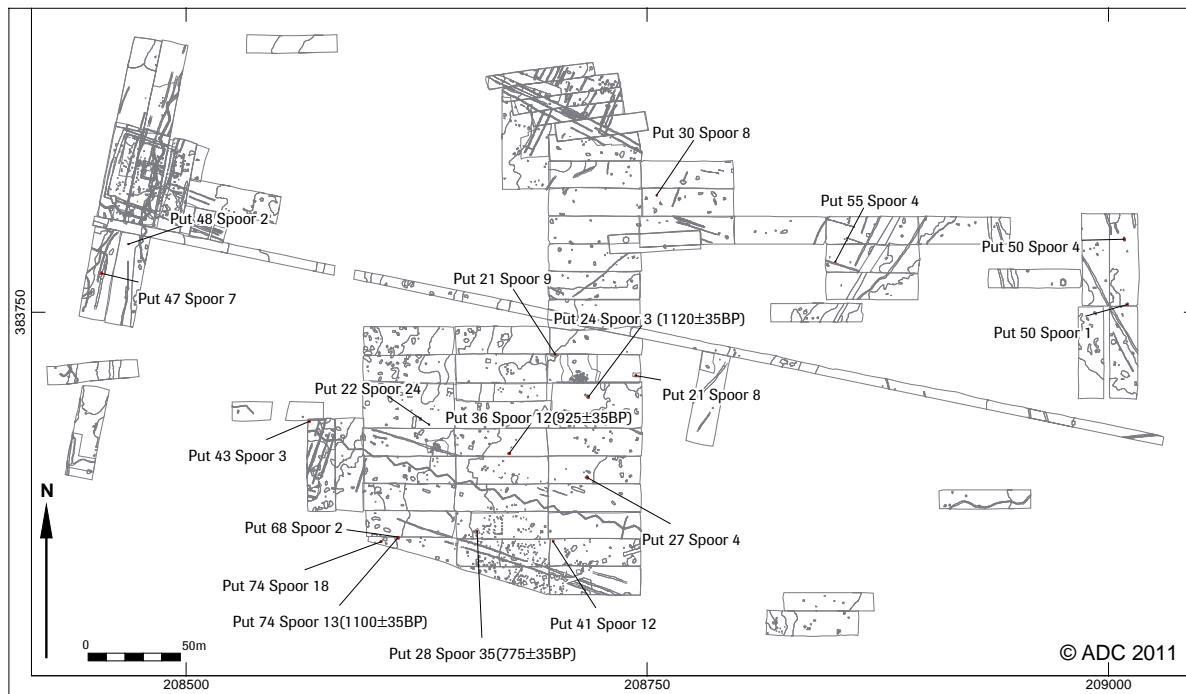 Put 30 Spoor 8
Put 55 Spoor 4
Put 48 Spoor 2
Put 50 Spoor 4
Put 21 Spoor 9
Put 47 Spoor 7
383750
Put 24 Spoor 3 (1120±35BP)
Put 50 Spoor 1
Put 22 Spoor 24
Put 21 Spoor 8
Put 36 Spoor 12(925±35BP)
Put 43 Spoor 3
N
Put 68 Spoor 2
Put 27 Spoor 4
Put 74 Spoor 18
Put 74 Spoor 13(1100±35BP)
Put 41 Spoor 12
0 50m
Put 28 Spoor 35(775±35BP)
© ADC 2011
208500 208750 209000